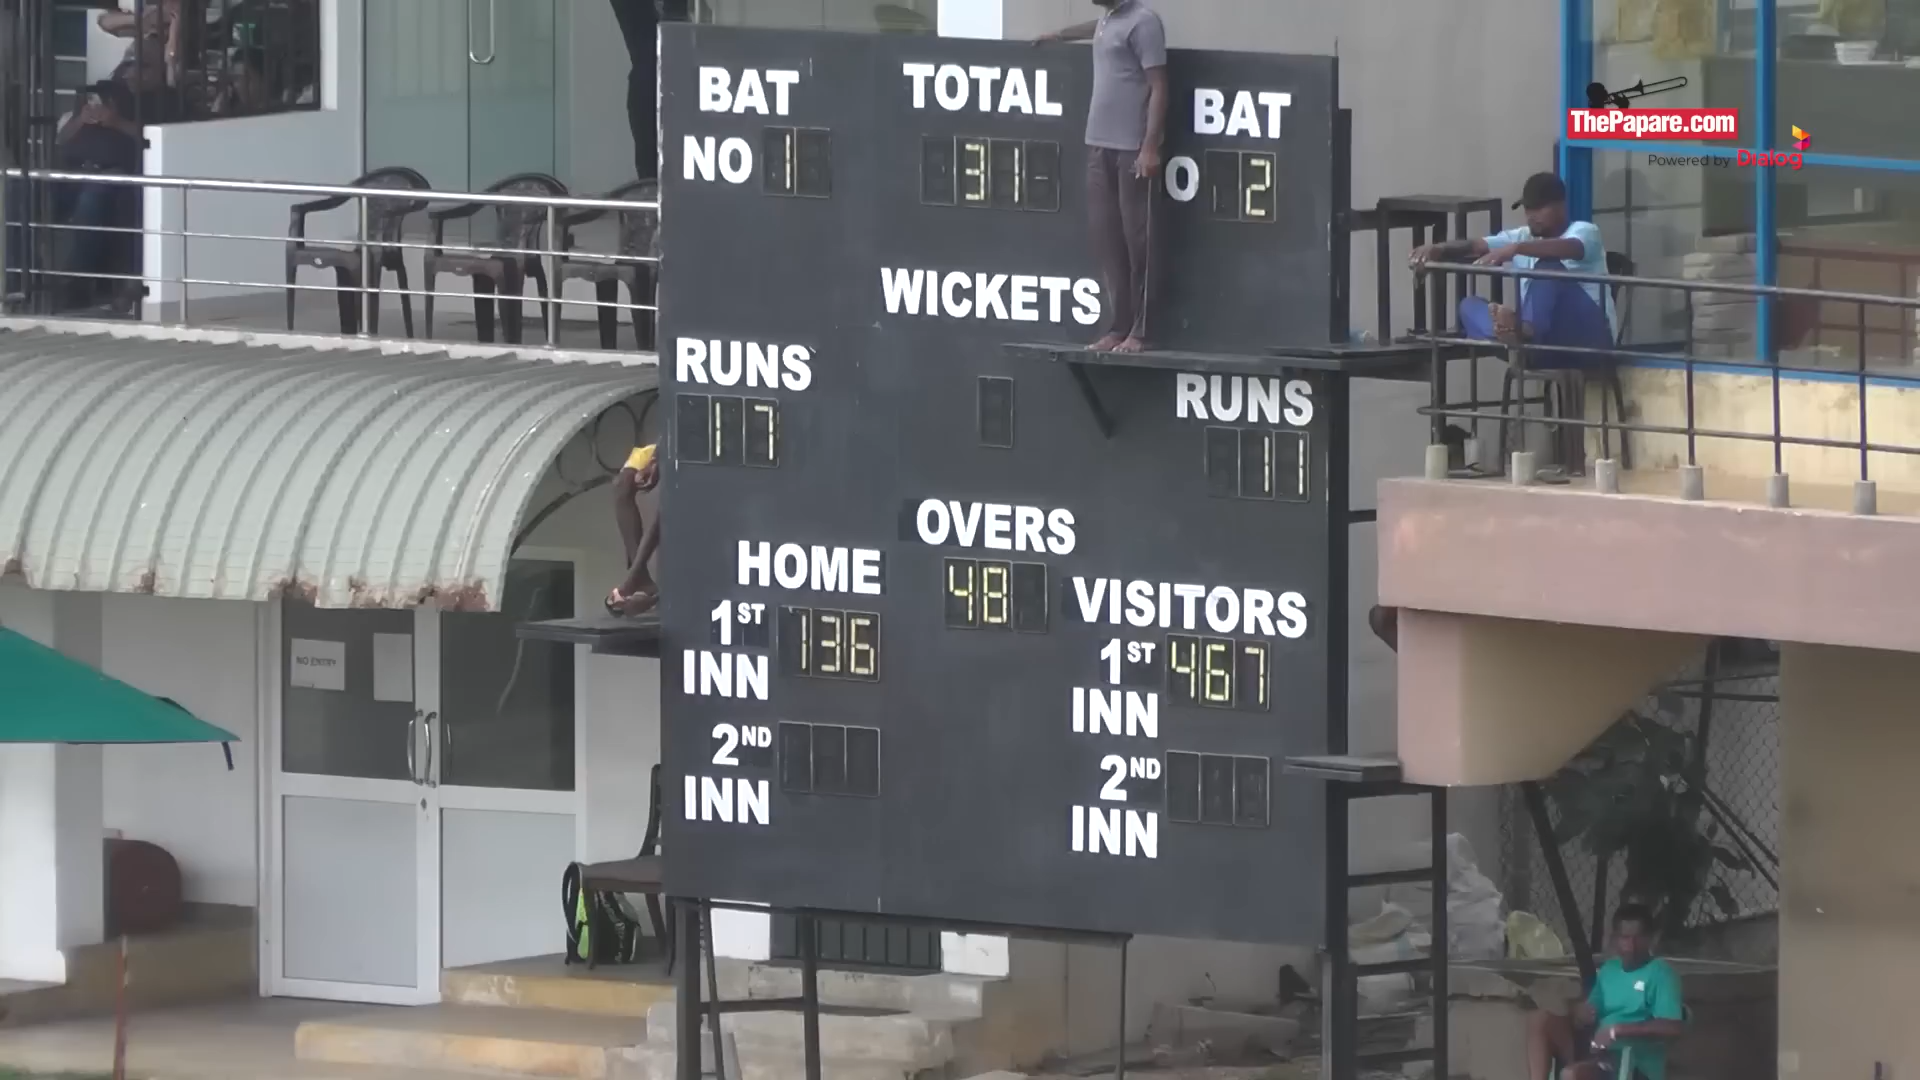 BAT TOTAL BAT
NO 1 31- O 2
WICKETS
RUNS RUNS
17 11
OVERS
48
HOME VISITORS
1ST INN 136 1ST INN 467
2ND INN 2ND INN
NO ENTRY
ThePapare.com
Powered by Dialog